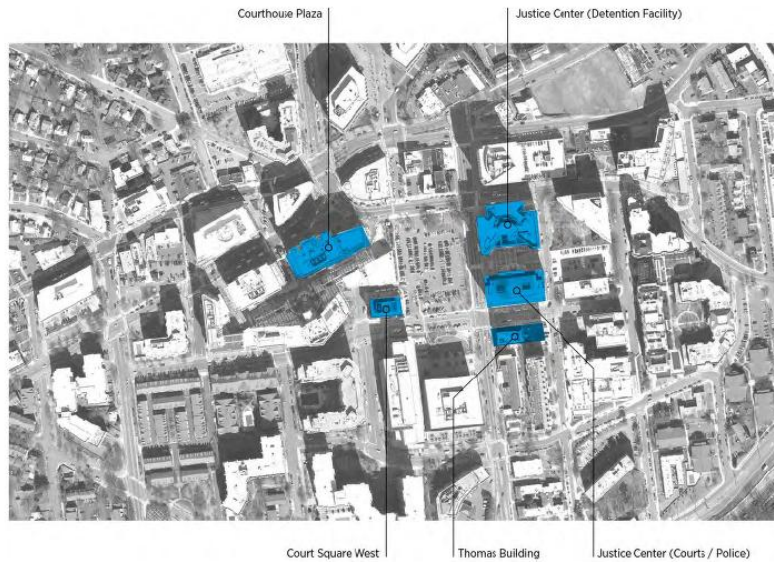 Courthouse Plaza
Justice Center (Detention Facility)
Court Square West
Thomas Building
Justice Center (Courts / Police)